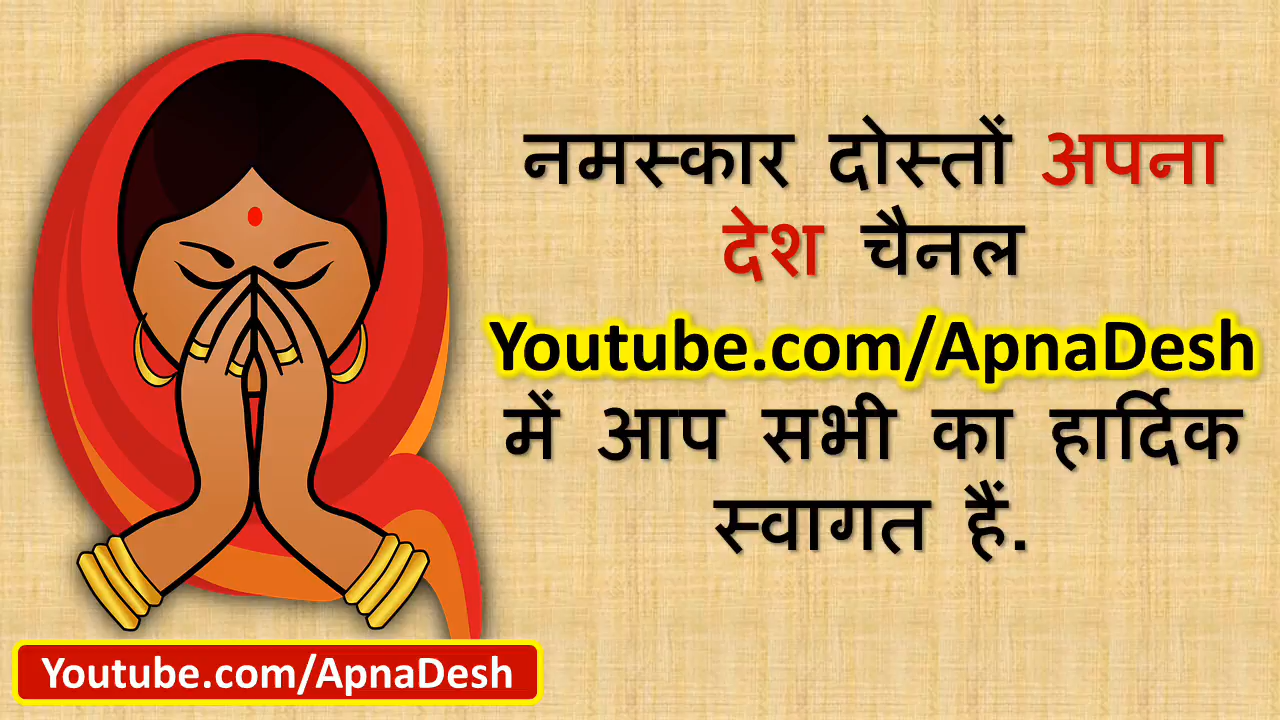 नमस्कार दोस्तों अपना
देश चैनल
Youtube.com/ApnaDesh
में आप सभी का हार्दिक
स्वागत हैं.
Youtube.com/ApnaDesh